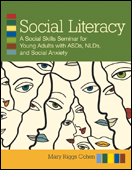 Social Literacy
A Social Skills Seminar for
Young Adults with ASDs, NLDs,
and Social Anxiety
Mary Riggs Cohen